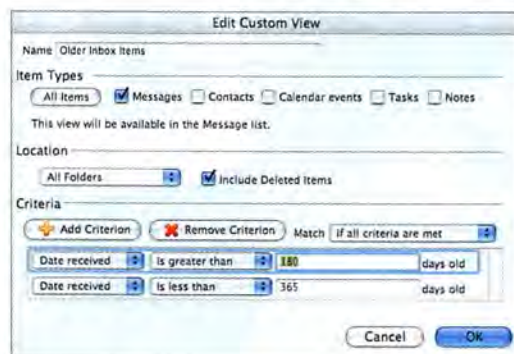 Edit Custom View
Name Older Inbox Items
Item Types
All Items Messages Contacts Calendar events Tasks Notes
This view will be available in the Message list.
Location
All Folders Include Deleted Items
Criteria
Add Criterion Remove Criterion Match If all criteria are met
Date received Is greater than 180 days old
Date received Is less than 365 days old
Cancel OK